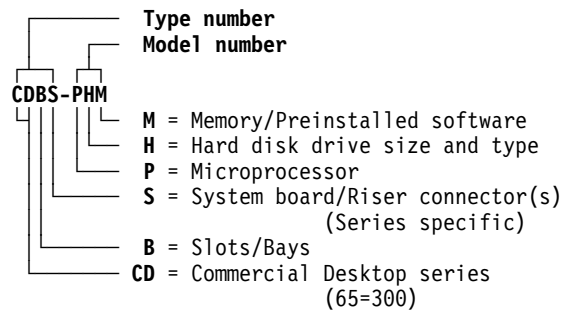 Type number
Model number
CDBS-PHM
M = Memory/Preinstalled software
H = Hard disk drive size and type
P = Microprocessor
S = System board/Riser connector(s)
(Series specific)
B = Slots/Bays
CD = Commercial Desktop series
(65=300)